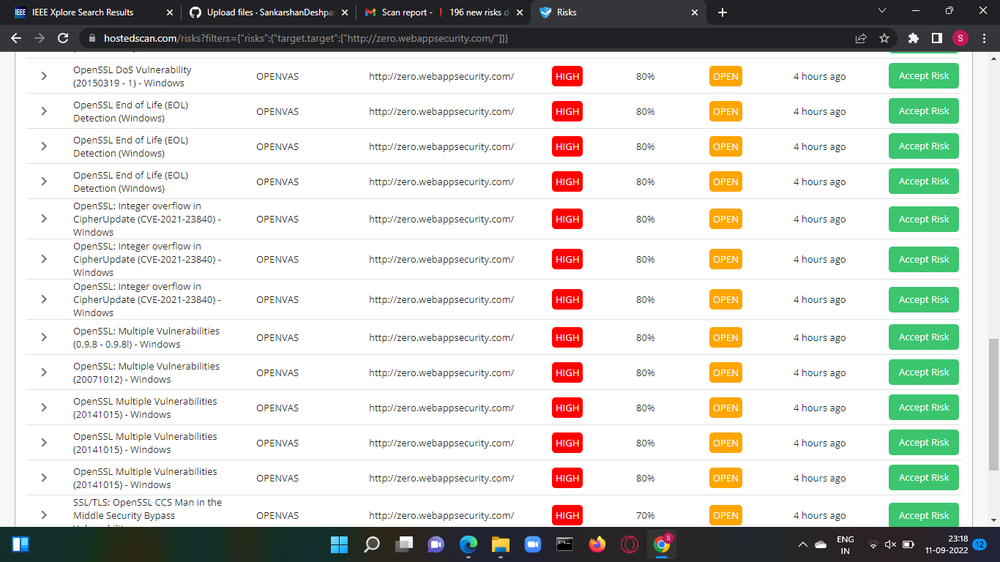 IEEE Xplore Search Results
Upload files · SankarshanDeshpan
Scan report - ❗ 196 new risks d
Risks
hostedscan.com/risks?filters={"risks":{"target.target":["http://zero.webappsecurity.com/"]}}
S
OpenSSL DoS Vulnerability
(20150319 - 1) - Windows
OPENVAS http://zero.webappsecurity.com/ HIGH 80% OPEN 4 hours ago Accept Risk
OpenSSL End of Life (EOL)
Detection (Windows)
OPENVAS http://zero.webappsecurity.com/ HIGH 80% OPEN 4 hours ago Accept Risk
OpenSSL End of Life (EOL)
Detection (Windows)
OPENVAS http://zero.webappsecurity.com/ HIGH 80% OPEN 4 hours ago Accept Risk
OpenSSL End of Life (EOL)
Detection (Windows)
OPENVAS http://zero.webappsecurity.com/ HIGH 80% OPEN 4 hours ago Accept Risk
OpenSSL: Integer overflow in
CipherUpdate (CVE-2021-23840) -
Windows
OPENVAS http://zero.webappsecurity.com/ HIGH 80% OPEN 4 hours ago Accept Risk
OpenSSL: Integer overflow in
CipherUpdate (CVE-2021-23840) -
Windows
OPENVAS http://zero.webappsecurity.com/ HIGH 80% OPEN 4 hours ago Accept Risk
OpenSSL: Integer overflow in
CipherUpdate (CVE-2021-23840) -
Windows
OPENVAS http://zero.webappsecurity.com/ HIGH 80% OPEN 4 hours ago Accept Risk
OpenSSL: Multiple Vulnerabilities
(0.9.8 - 0.9.8l) - Windows
OPENVAS http://zero.webappsecurity.com/ HIGH 80% OPEN 4 hours ago Accept Risk
OpenSSL: Multiple Vulnerabilities
(20071012) - Windows
OPENVAS http://zero.webappsecurity.com/ HIGH 80% OPEN 4 hours ago Accept Risk
OpenSSL Multiple Vulnerabilities
(20141015) - Windows
OPENVAS http://zero.webappsecurity.com/ HIGH 80% OPEN 4 hours ago Accept Risk
OpenSSL Multiple Vulnerabilities
(20141015) - Windows
OPENVAS http://zero.webappsecurity.com/ HIGH 80% OPEN 4 hours ago Accept Risk
OpenSSL Multiple Vulnerabilities
(20141015) - Windows
OPENVAS http://zero.webappsecurity.com/ HIGH 80% OPEN 4 hours ago Accept Risk
SSL/TLS: OpenSSL CCS Man in the
Middle Security Bypass
OPENVAS http://zero.webappsecurity.com/ HIGH 70% OPEN 4 hours ago Accept Risk
ENG
IN
23:18
11-09-2022
12